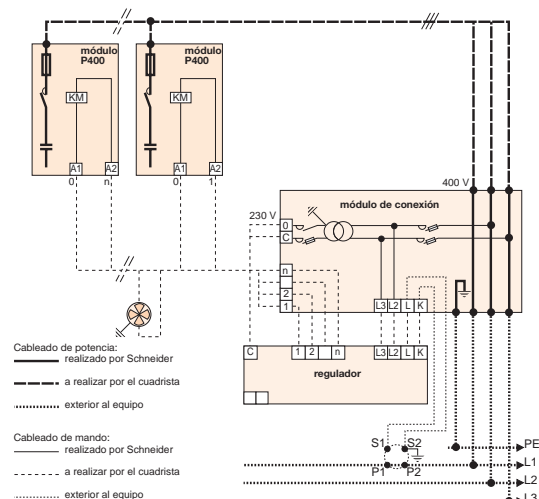 módulo
P400
módulo
P400
KM
KM
A1
A2
A1
A2
0
n
0
1
400 V
módulo de conexión
230 V
0
C
n
2
1
L3
L2
L
K
C
1
2
n
L3
L2
L
K
regulador
Cableado de potencia:
realizado por Schneider
a realizar por el cuadrista
exterior al equipo
Cableado de mando:
realizado por Schneider
a realizar por el cuadrista
exterior al equipo
S1
S2
P1
P2
PE
L1
L2
L3